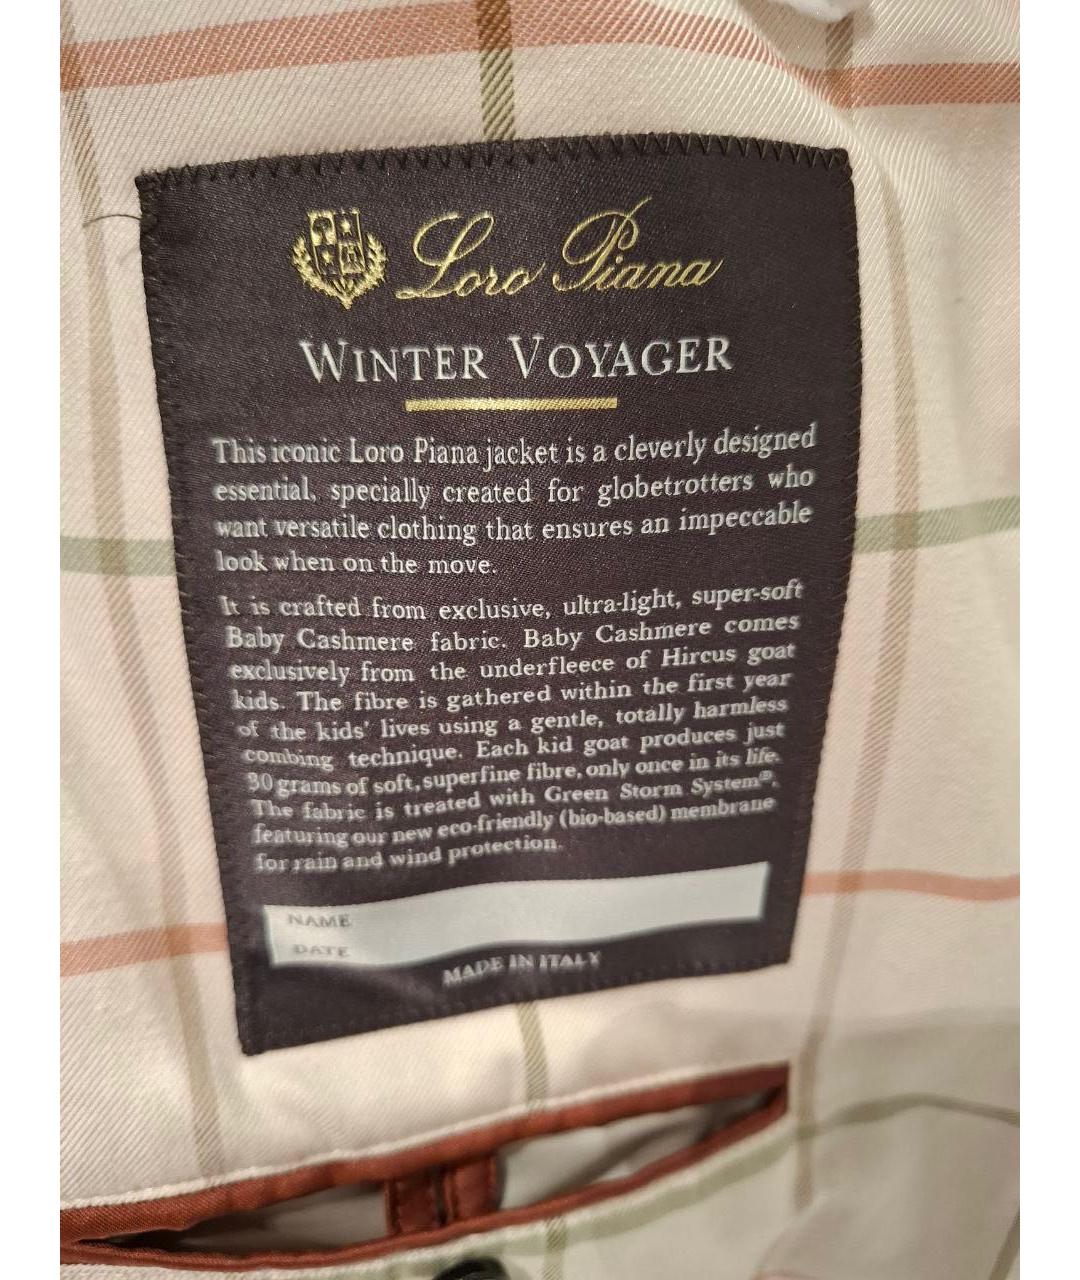 Loro Piana
WINTER VOYAGER
This iconic Loro Piana jacket is a cleverly designed
essential, specially created for globetrotters who
want versatile clothing that ensures an impeccable
look when on the move.
It is crafted from exclusive, ultra-light, super-soft
Baby Cashmere fabric. Baby Cashmere comes
exclusively from the underfleece of Hircus goat
kids. The fibre is gathered within the first year
of the kids' lives using a gentle, totally harmless
combing technique. Each kid goat produces just
30 grams of soft, superfine fibre, only once in its life.
The fabric is treated with Green Storm System®,
featuring our new eco-friendly (bio-based) membrane
for rain and wind protection.
NAME
DATE
MADE IN ITALY